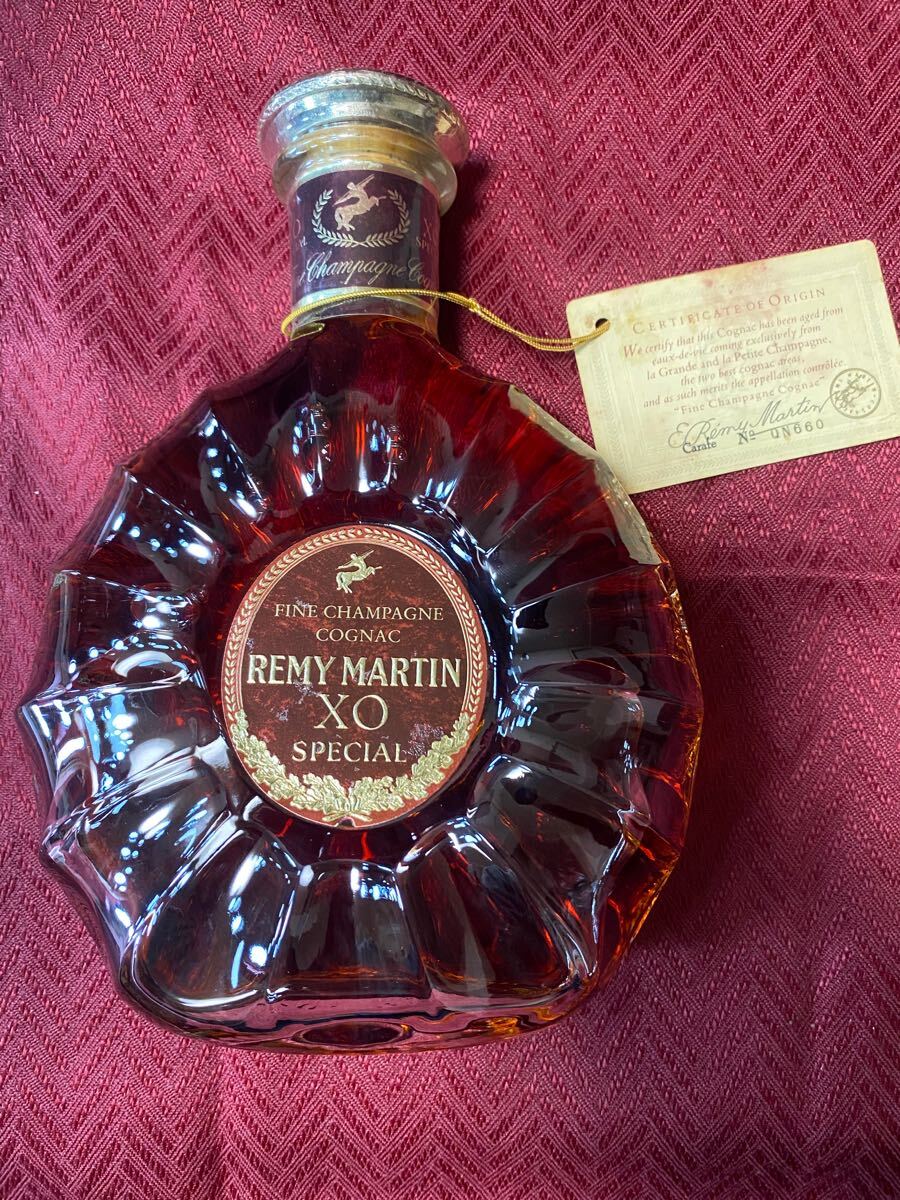 Champagne
CERTIFICATE OF ORIGIN
We certify that this Cognac has been aged from
eaux-de-vie coming exclusively from
la Grande and la Petite Champagne,
the two best cognac areas,
and as such merits the appellation contrôlée
"Fine Champagne Cognac"
E. Rémy Martin
Carafe Nº QN660
FINE CHAMPAGNE
COGNAC
REMY MARTIN
XO
SPECIAL